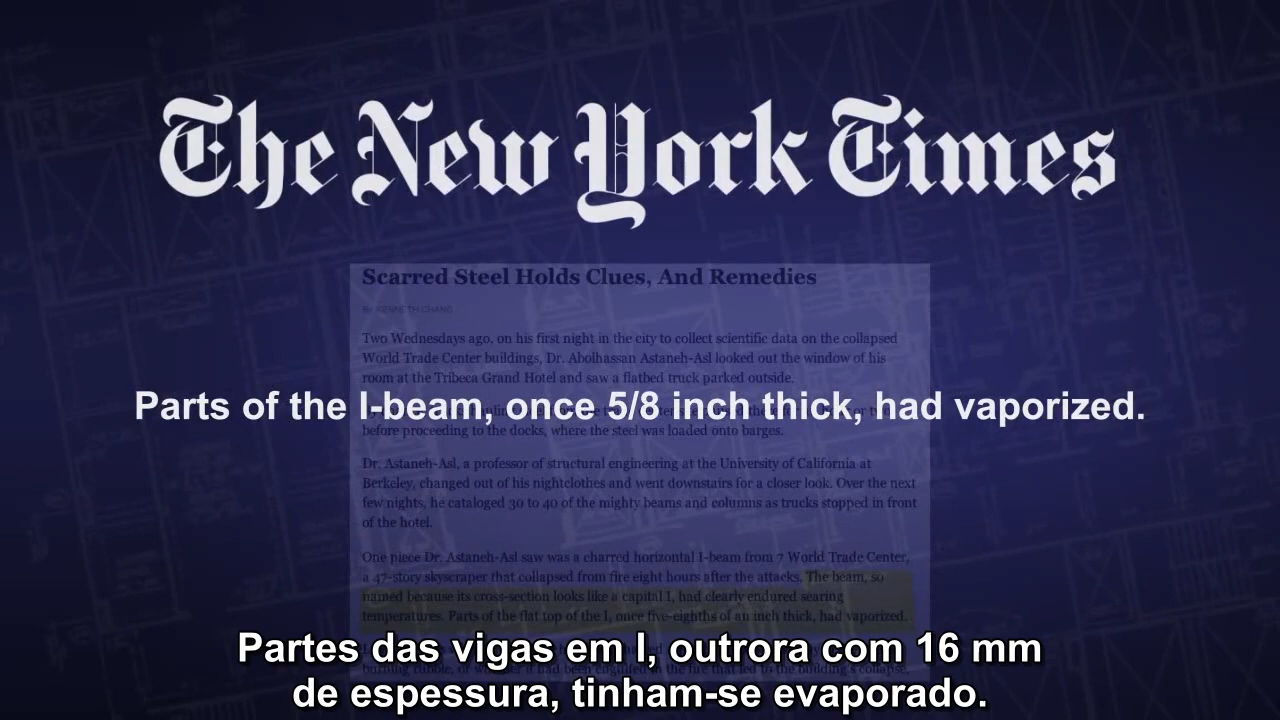 The New York Times
Scarred Steel Holds Clues, And Remedies
BY KENNETH CHANG
Two Wednesdays ago, on his first night in the city to collect scientific data on the collapsed
World Trade Center buildings, Dr. Abolhassan Astaneh-Asl looked out the window of his
room at the Tribeca Grand Hotel and saw a flatbed truck parked outside.
Parts of the I-beam, once 5/8 inch thick, had vaporized.
before proceeding to the docks, where the steel was loaded onto barges.
Dr. Astaneh-Asl, a professor of structural engineering at the University of California at
Berkeley, changed out of his nightclothes and went downstairs for a closer look. Over the next
few nights, he cataloged 30 to 40 of the mighty beams and columns as trucks stopped in front
of the hotel.
One piece Dr. Astaneh-Asl saw was a charred horizontal I-beam from 7 World Trade Center,
a 47-story skyscraper that collapsed from fire eight hours after the attacks. The beam, so
named because its cross-section looks like a capital I, had clearly endured searing
temperatures. Parts of the flat top of the I, once five-eighths of an inch thick, had vaporized.
Partes das vigas em I, outrora com 16 mm
de espessura, tinham-se evaporado.